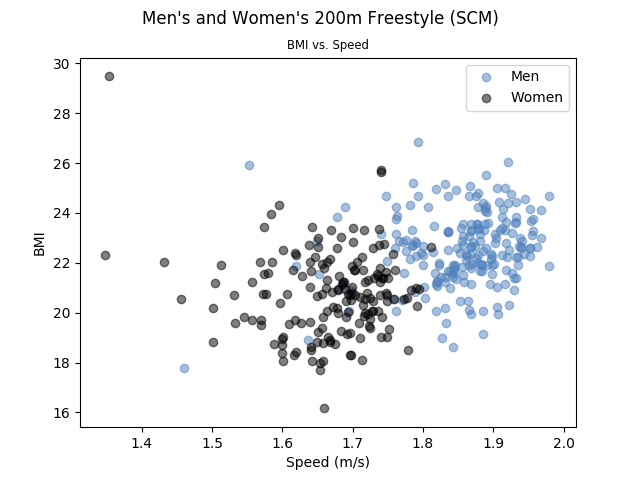 Men's and Women's 200m Freestyle (SCM)
BMI vs. Speed
Men
Women
30
28
26
24
22
20
18
16
BMI
1.4 1.5 1.6 1.7 1.8 1.9 2.0
Speed (m/s)